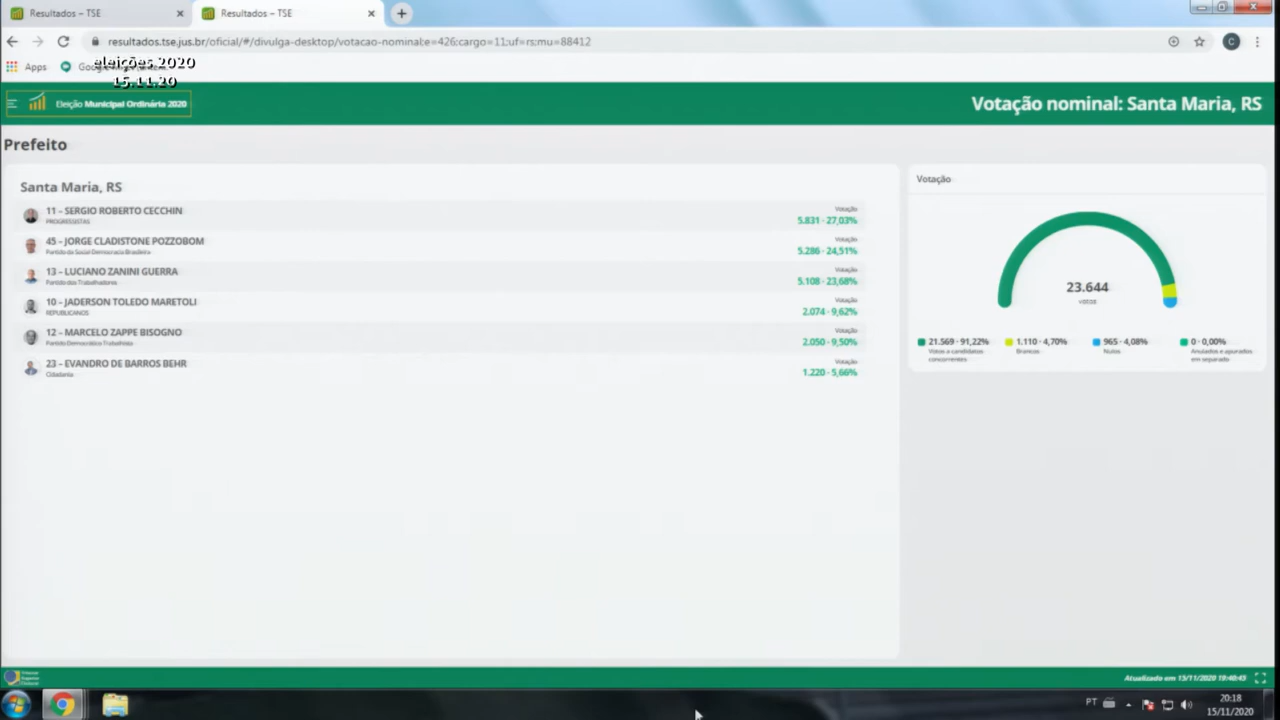 Resultados – TSE
Resultados – TSE
resultados.tse.jus.br/oficial/#/divulga-desktop/votacao-nominal;e=426;cargo=11;uf=rs;mu=88412
C
Apps
eleições 2020
15.11.20
Eleição Municipal Ordinária 2020
Votação nominal: Santa Maria, RS
Prefeito
Santa Maria, RS
11 - SERGIO ROBERTO CECCHIN
PROGRESSISTAS
Votação
5.831 · 27,03%
45 - JORGE CLADISTONE POZZOBOM
Partido da Social Democracia Brasileira
Votação
5.286 · 24,51%
13 - LUCIANO ZANINI GUERRA
Partido dos Trabalhadores
Votação
5.108 · 23,68%
10 - JADERSON TOLEDO MARETOLI
REPUBLICANOS
Votação
2.074 · 9,62%
12 - MARCELO ZAPPE BISOGNO
Partido Democrático Trabalhista
Votação
2.050 · 9,50%
23 - EVANDRO DE BARROS BEHR
Cidadania
Votação
1.220 · 5,66%
Votação
23.644
votos
21.569 · 91,22%
Votos a candidatos
concorrentes
1.110 · 4,70%
Brancos
965 · 4,08%
Nulos
0 · 0,00%
Anulados e apurados
em separado
Tribunal
Superior
Eleitoral
Atualizado em 15/11/2020 19:40:43
PT
20:18
15/11/2020